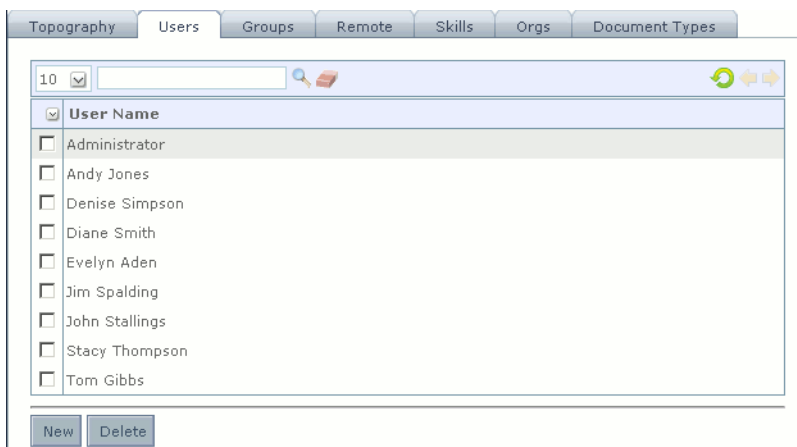 Topography Users Groups Remote Skills Orgs Document Types
10
User Name
Administrator
Andy Jones
Denise Simpson
Diane Smith
Evelyn Aden
Jim Spalding
John Stallings
Stacy Thompson
Tom Gibbs
New Delete